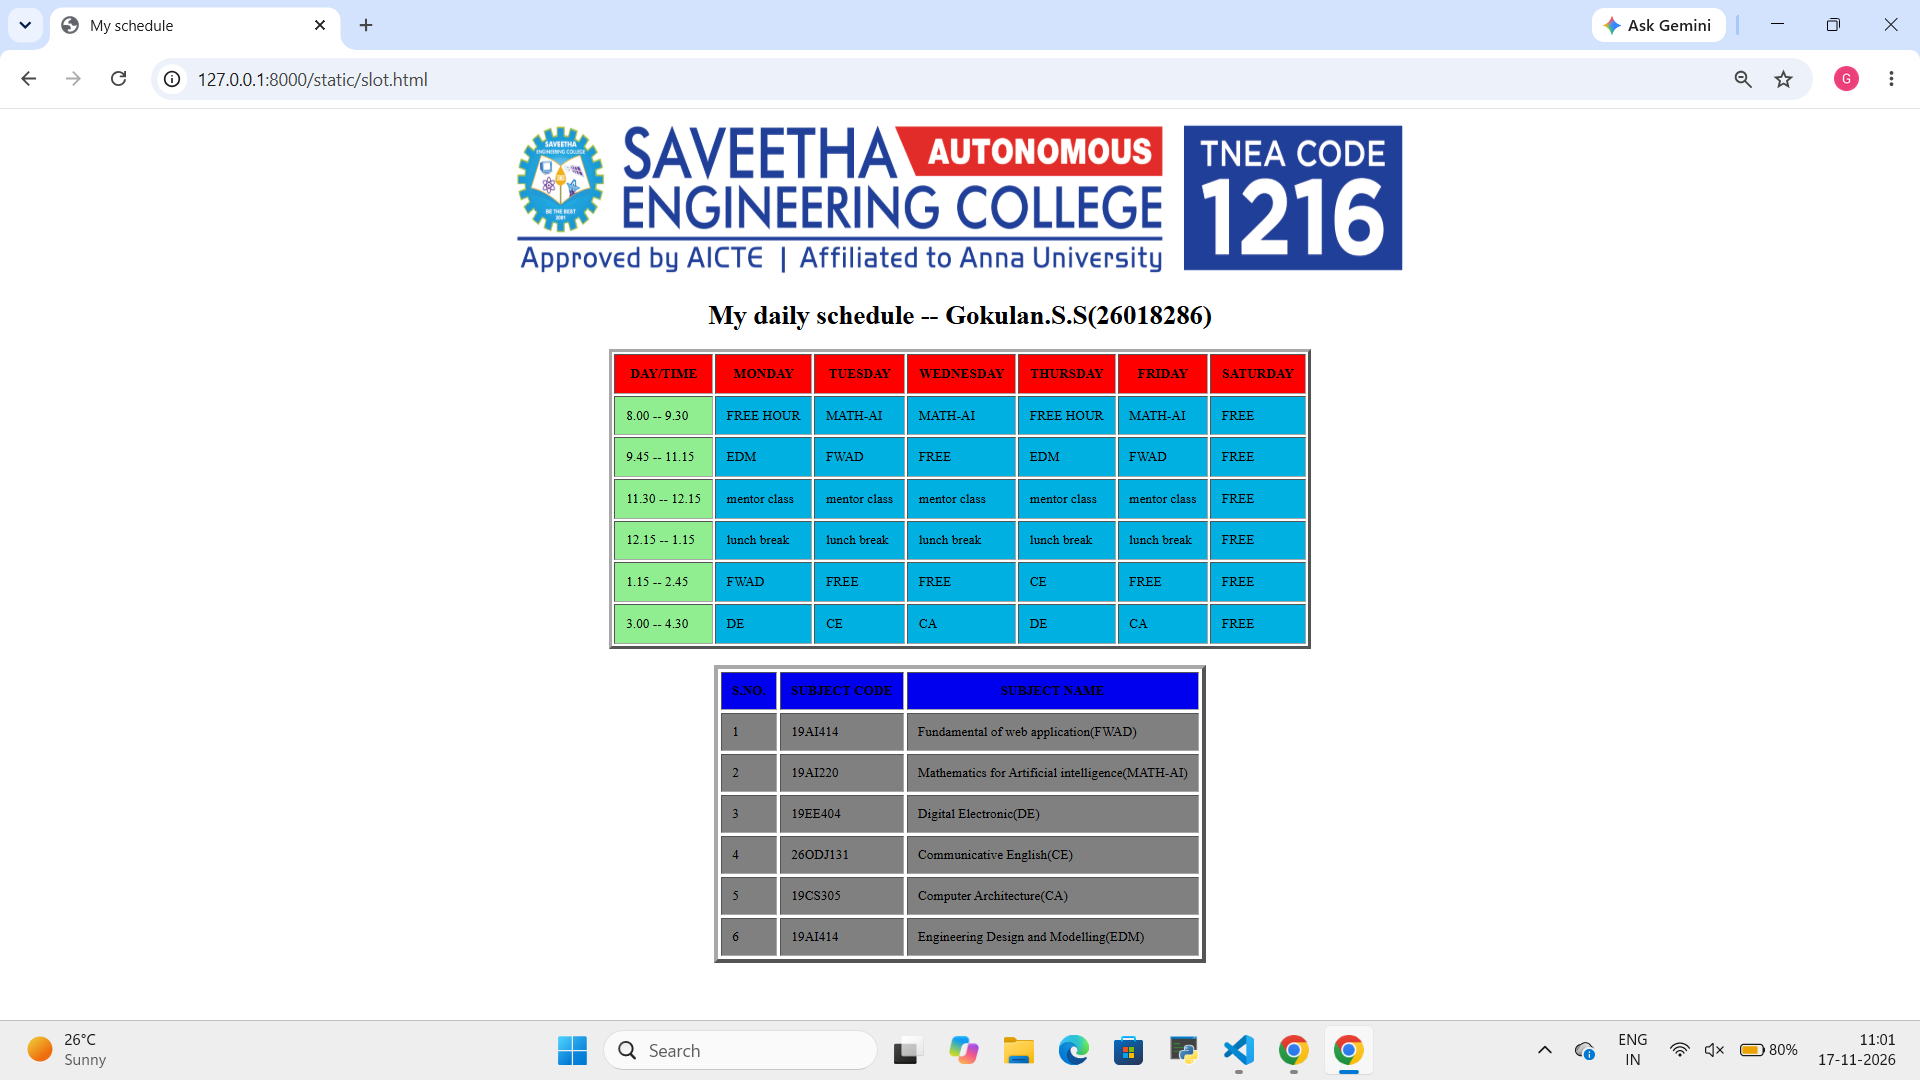 My schedule
Ask Gemini
127.0.0.1:8000/static/slot.html
G
SAVEETHA ENGINEERING COLLEGE
BE THE BEST
2001
SAVEETHA AUTONOMOUS
ENGINEERING COLLEGE
Approved by AICTE | Affiliated to Anna University
TNEA CODE
1216
My daily schedule -- Gokulan.S.S(26018286)
DAY/TIME MONDAY TUESDAY WEDNESDAY THURSDAY FRIDAY SATURDAY
8.00 -- 9.30 FREE HOUR MATH-AI MATH-AI FREE HOUR MATH-AI FREE
9.45 -- 11.15 EDM FWAD FREE EDM FWAD FREE
11.30 -- 12.15 mentor class mentor class mentor class mentor class mentor class FREE
12.15 -- 1.15 lunch break lunch break lunch break lunch break lunch break FREE
1.15 -- 2.45 FWAD FREE FREE CE FREE FREE
3.00 -- 4.30 DE CE CA DE CA FREE
S.NO. SUBJECT CODE SUBJECT NAME
1 19AI414 Fundamental of web application(FWAD)
2 19AI220 Mathematics for Artificial intelligence(MATH-AI)
3 19EE404 Digital Electronic(DE)
4 26ODJ131 Communicative English(CE)
5 19CS305 Computer Architecture(CA)
6 19AI414 Engineering Design and Modelling(EDM)
26°C
Sunny
Search
ENG
IN
80%
11:01
17-11-2026